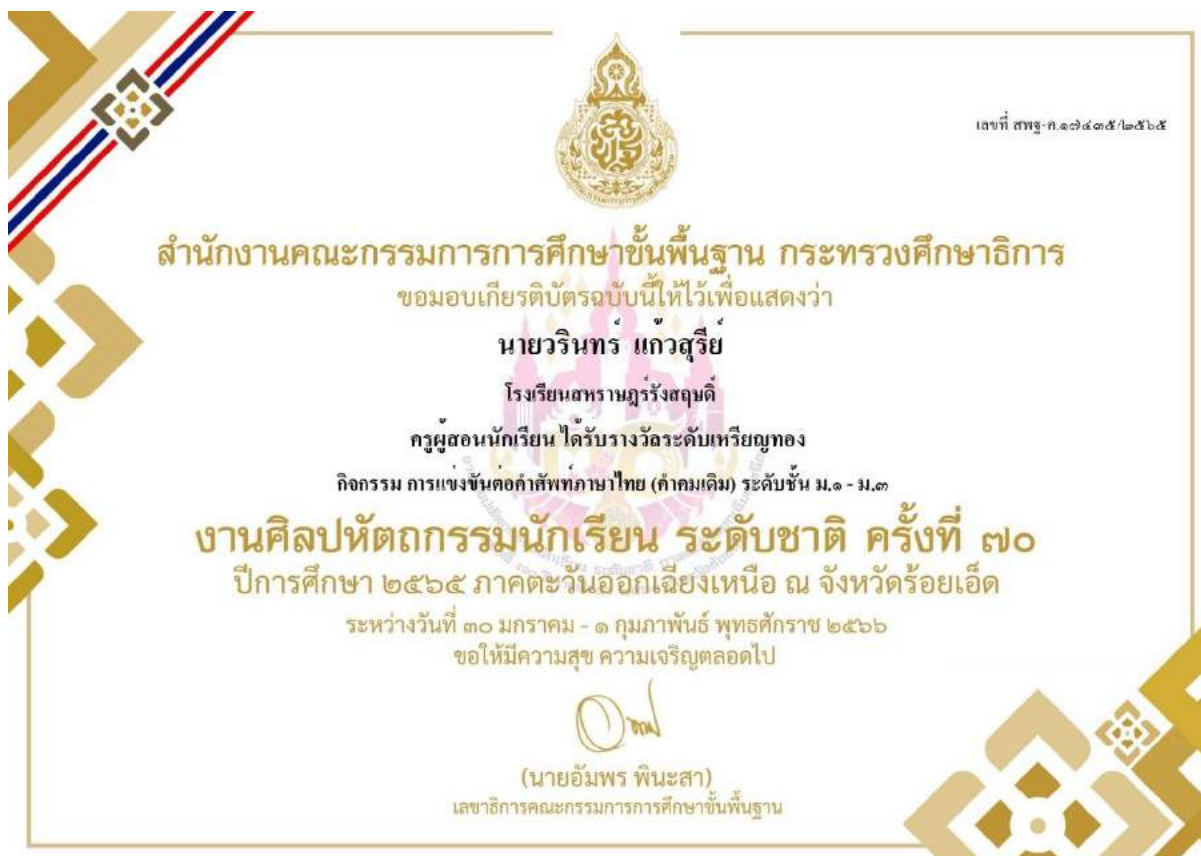 เลขที่ สพฐ-ค.๑๗๔๓๕/๒๕๖๕
สำนักงานคณะกรรมการการศึกษาขั้นพื้นฐาน กระทรวงศึกษาธิการ
ขอมอบเกียรติบัตรฉบับนี้ให้ไว้เพื่อแสดงว่า
นายวรินทร์ แก้วสุรีย์
โรงเรียนสหราษฎร์รังสฤษดิ์
ครูผู้สอนนักเรียน ได้รับรางวัลระดับเหรียญทอง
กิจกรรม การแข่งขันต่อคำศัพท์ภาษาไทย (คำคมเดิม) ระดับชั้น ม.๑ - ม.๓
งานศิลปหัตถกรรมนักเรียน ระดับชาติ ครั้งที่ ๗๐
ปีการศึกษา ๒๕๖๕ ภาคตะวันออกเฉียงเหนือ ณ จังหวัดร้อยเอ็ด
ระหว่างวันที่ ๓๐ มกราคม - ๑ กุมภาพันธ์ พุทธศักราช ๒๕๖๖
ขอให้มีความสุข ความเจริญตลอดไป
(นายอัมพร พินะสา)
เลขาธิการคณะกรรมการการศึกษาขั้นพื้นฐาน